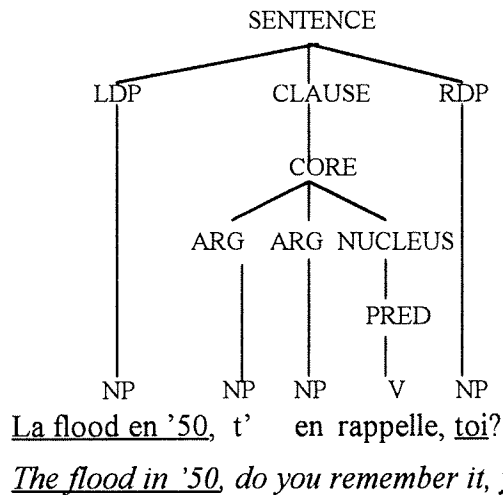 SENTENCE
LDP CLAUSE RDP
CORE
ARG ARG NUCLEUS
PRED
NP NP NP V NP
La flood en '50, t' en rappelle, toi?
The flood in '50, do you remember it,